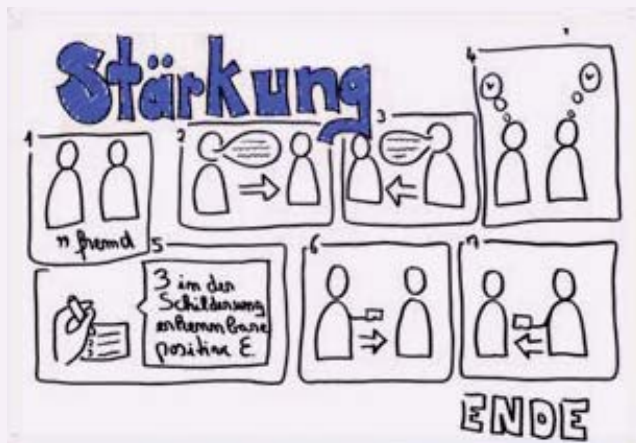 Stärkung
1
2
3
4
"fremd
5
3 in der
Schilderung
erkennbare
positive E.
6
7
ENDE